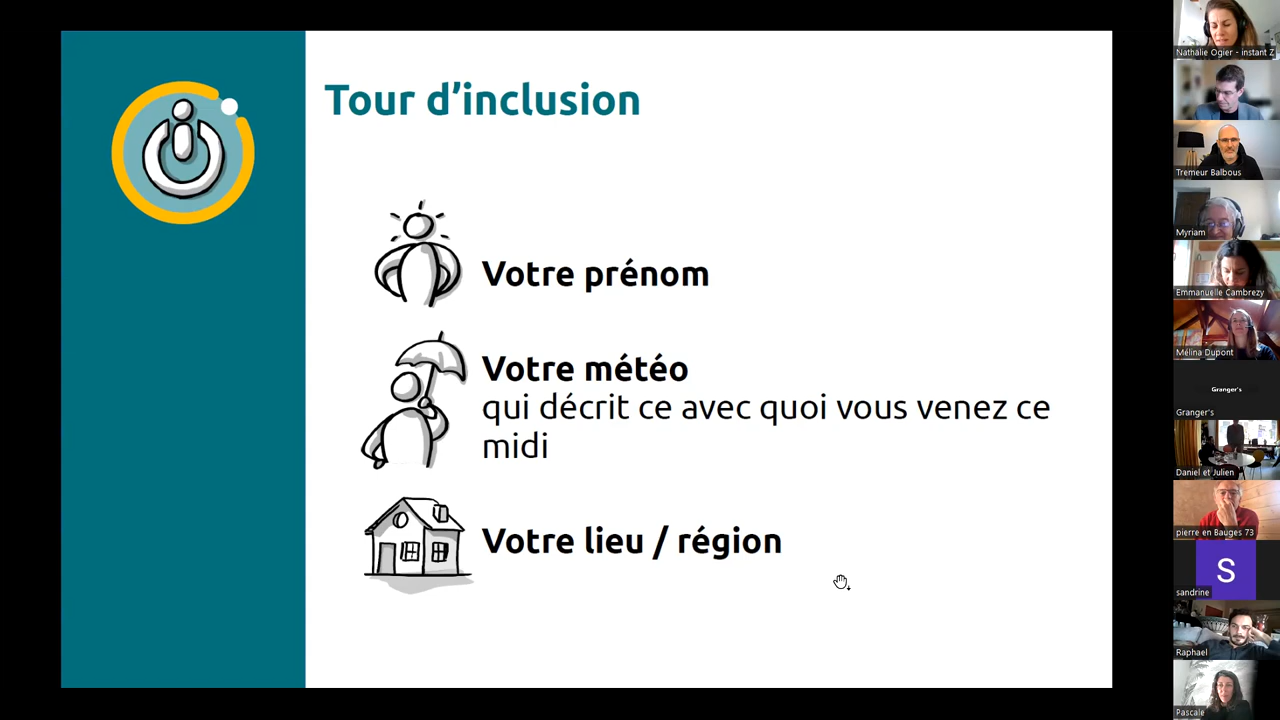 Tour d'inclusion
Votre prénom
Votre météo
qui décrit ce avec quoi vous venez ce
midi
Votre lieu / région
Nathalie Ogier - instant Z
Tremeur Balbous
Myriam
Emmanuelle Cambrezy
Mélina Dupont
Granger's
Granger's
Daniel et Julien
pierre en Bauges 73
S
sandrine
Raphael
Pascale